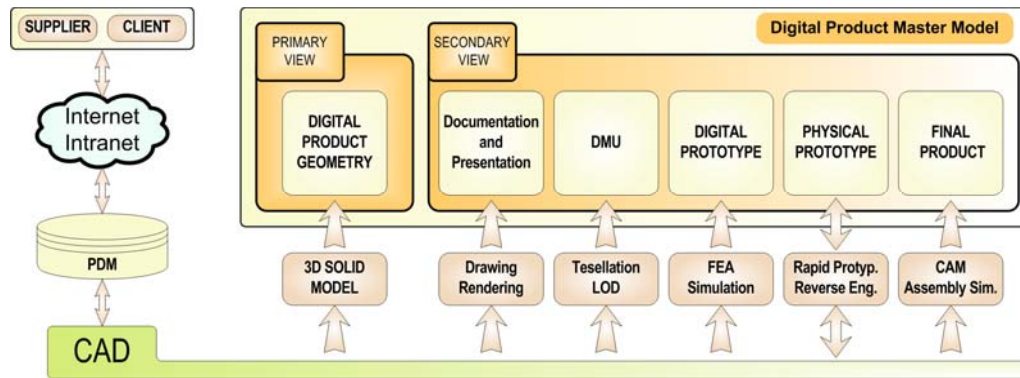 SUPPLIER
CLIENT
Internet
Intranet
PDM
CAD
Digital Product Master Model
PRIMARY
VIEW
DIGITAL
PRODUCT
GEOMETRY
SECONDARY
VIEW
Documentation
and
Presentation
DMU
DIGITAL
PROTOTYPE
PHYSICAL
PROTOTYPE
FINAL
PRODUCT
3D SOLID
MODEL
Drawing
Rendering
Tesellation
LOD
FEA
Simulation
Rapid Protyp.
Reverse Eng.
CAM
Assembly Sim.